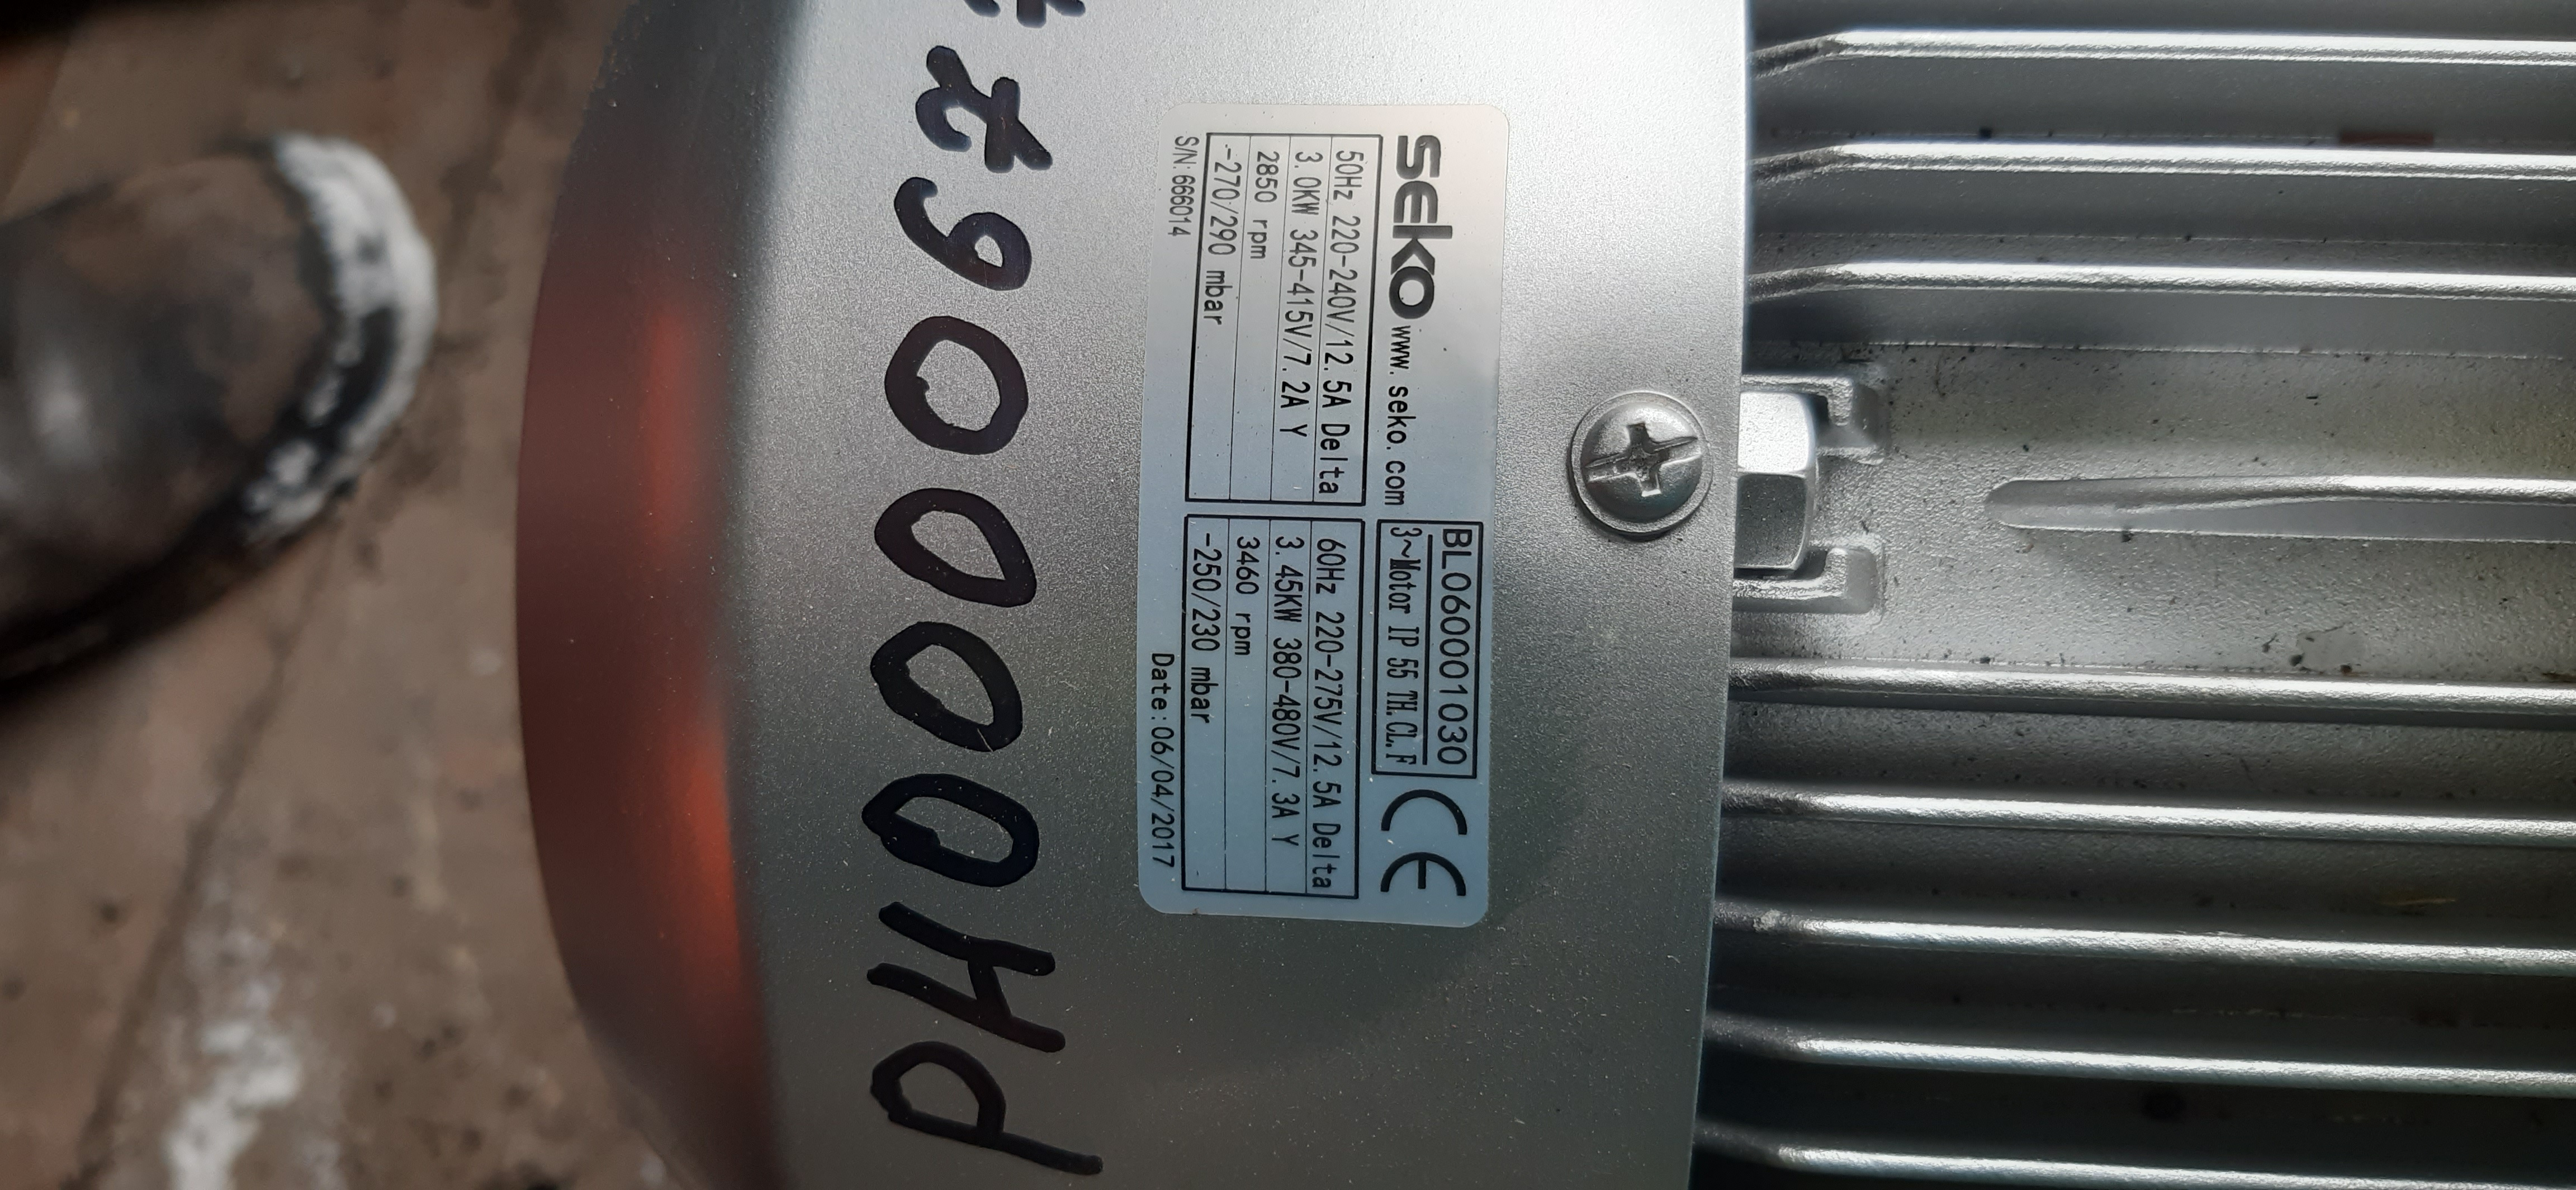 seko www.seko.com
BL060001030
3~Motor IP 55 TH.CL.F
CE
50Hz 220-240V/12.5A Delta
3.0KW 345-415V/7.2A Y
2850 rpm
-270/290 mbar
60Hz 220-275V/12.5A Delta
3.45KW 380-480V/7.3A Y
3460 rpm
-250/230 mbar
S/N:666014
Date:06/04/2017